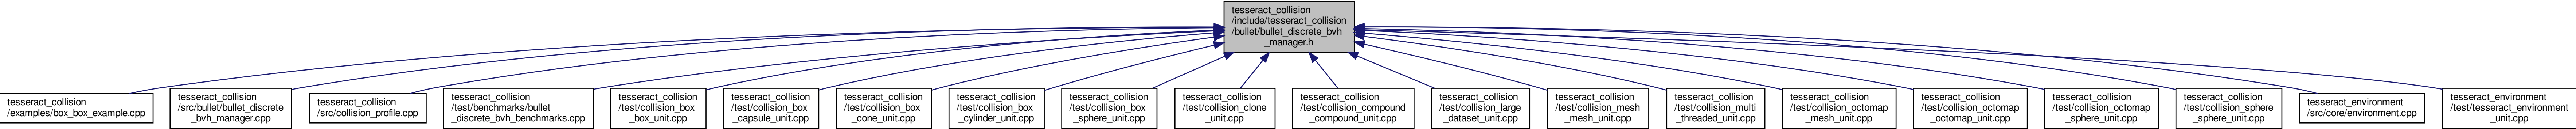 tesseract_collision
/include/tesseract_collision
/bullet/bullet_discrete_bvh
_manager.h
tesseract_collision
/examples/box_box_example.cpp
tesseract_collision
/src/bullet/bullet_discrete
_bvh_manager.cpp
tesseract_collision
/src/collision_profile.cpp
tesseract_collision
/test/benchmarks/bullet
_discrete_bvh_benchmarks.cpp
tesseract_collision
/test/collision_box
_box_unit.cpp
tesseract_collision
/test/collision_box
_capsule_unit.cpp
tesseract_collision
/test/collision_box
_cone_unit.cpp
tesseract_collision
/test/collision_box
_cylinder_unit.cpp
tesseract_collision
/test/collision_box
_sphere_unit.cpp
tesseract_collision
/test/collision_clone
_unit.cpp
tesseract_collision
/test/collision_compound
_compound_unit.cpp
tesseract_collision
/test/collision_large
_dataset_unit.cpp
tesseract_collision
/test/collision_mesh
_mesh_unit.cpp
tesseract_collision
/test/collision_multi
_threaded_unit.cpp
tesseract_collision
/test/collision_octomap
_mesh_unit.cpp
tesseract_collision
/test/collision_octomap
_octomap_unit.cpp
tesseract_collision
/test/collision_octomap
_sphere_unit.cpp
tesseract_collision
/test/collision_sphere
_sphere_unit.cpp
tesseract_environment
/src/core/environment.cpp
tesseract_environment
/test/tesseract_environment
_unit.cpp